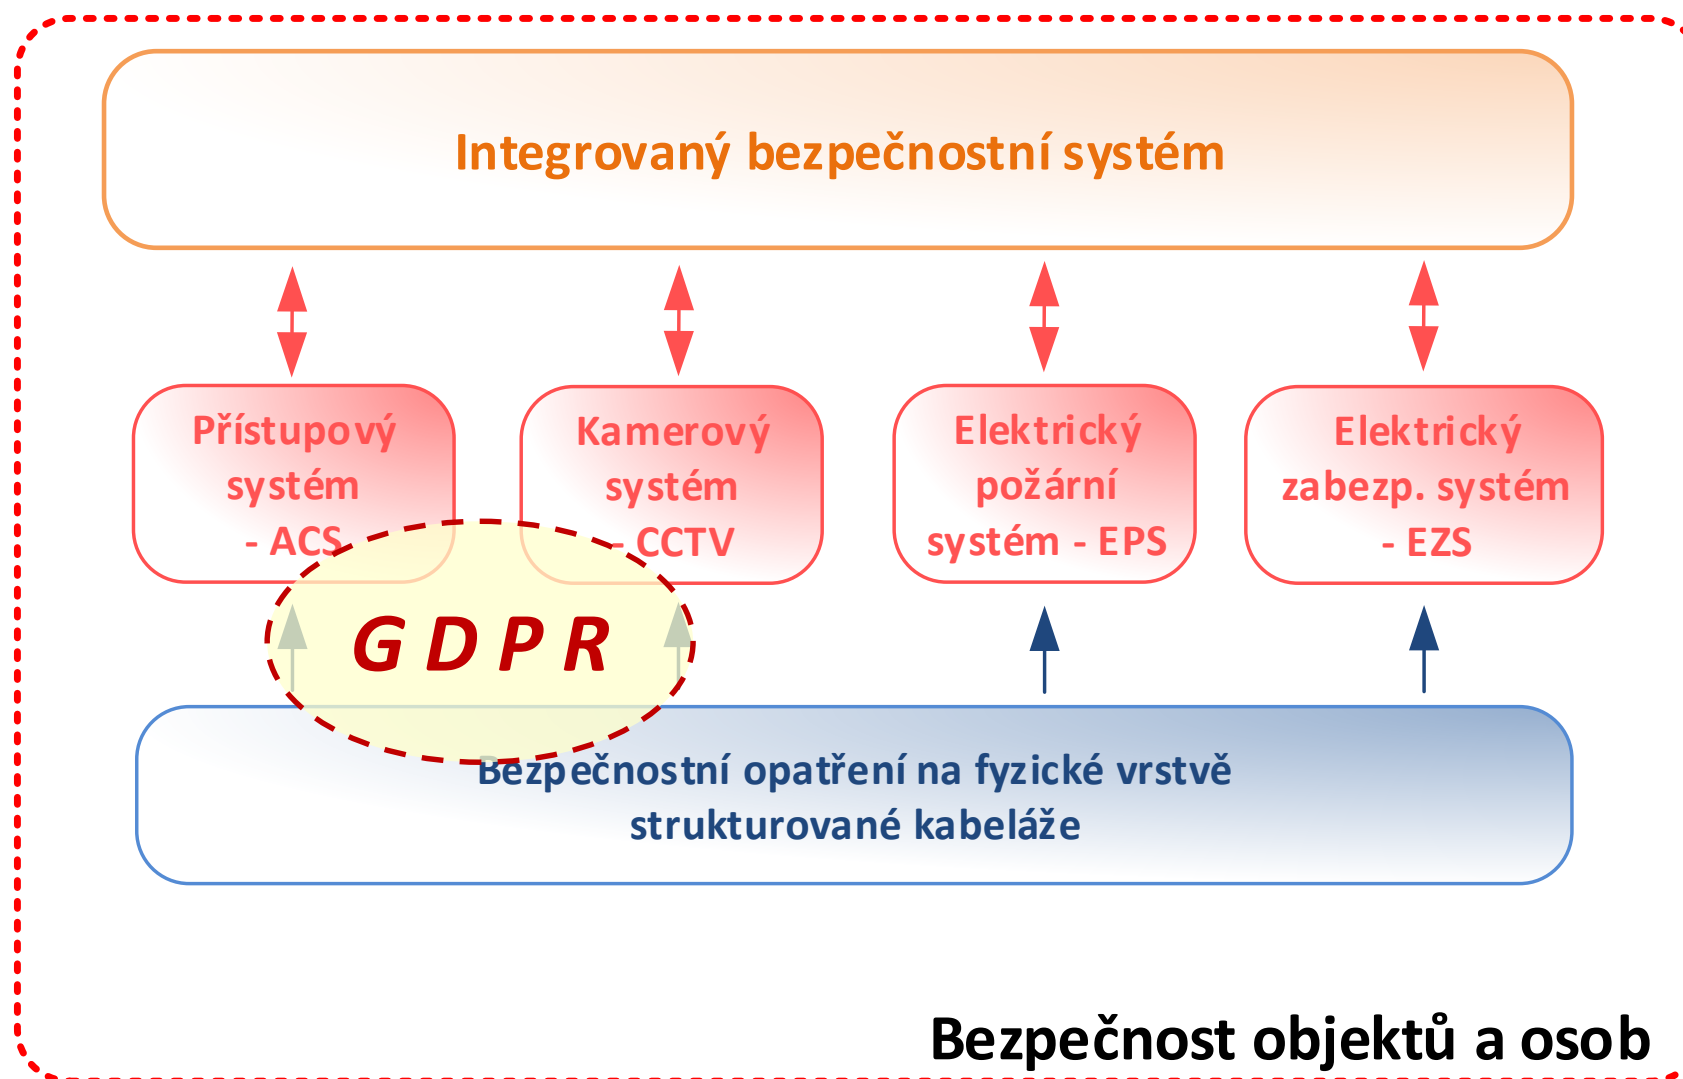 Integrovaný bezpečnostní systém
Přístupový
systém
- ACS
Kamerový
systém
- CCTV
Elektrický
požární
systém - EPS
Elektrický
zabezp. systém
- EZS
G D P R
Bezpečnostní opatření na fyzické vrstvě
strukturované kabeláže
Bezpečnost objektů a osob